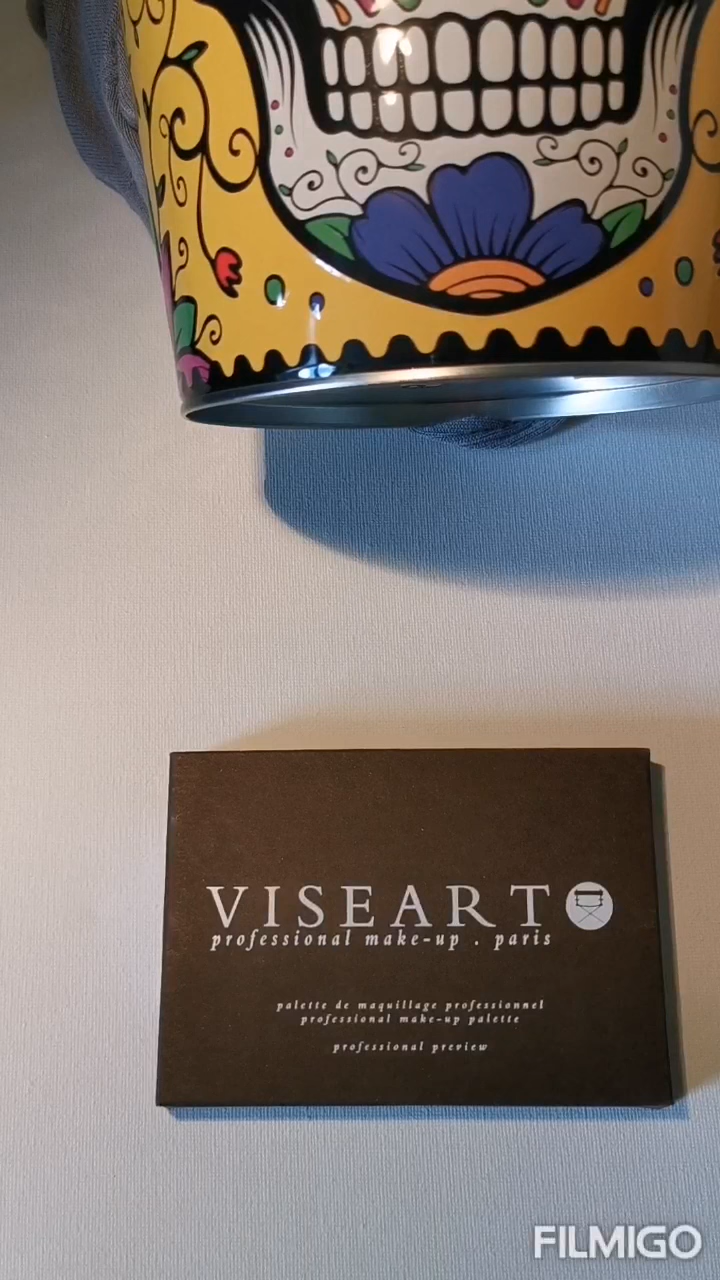 VISEART
professional make-up . paris
palette de maquillage professionnel
professional make-up palette
professional preview
FILMIGO